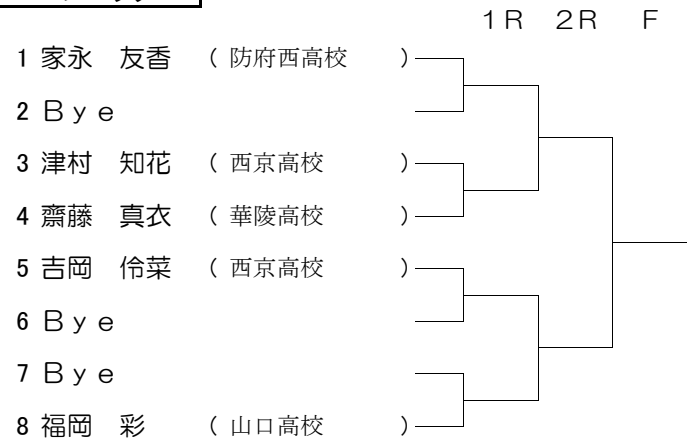 1R 2R F
1 家永 友香 ( 防府西高校 )
2 Bye
3 津村 知花 ( 西京高校 )
4 齋藤 真衣 ( 華陵高校 )
5 吉岡 伶菜 ( 西京高校 )
6 Bye
7 Bye
8 福岡 彩 ( 山口高校 )